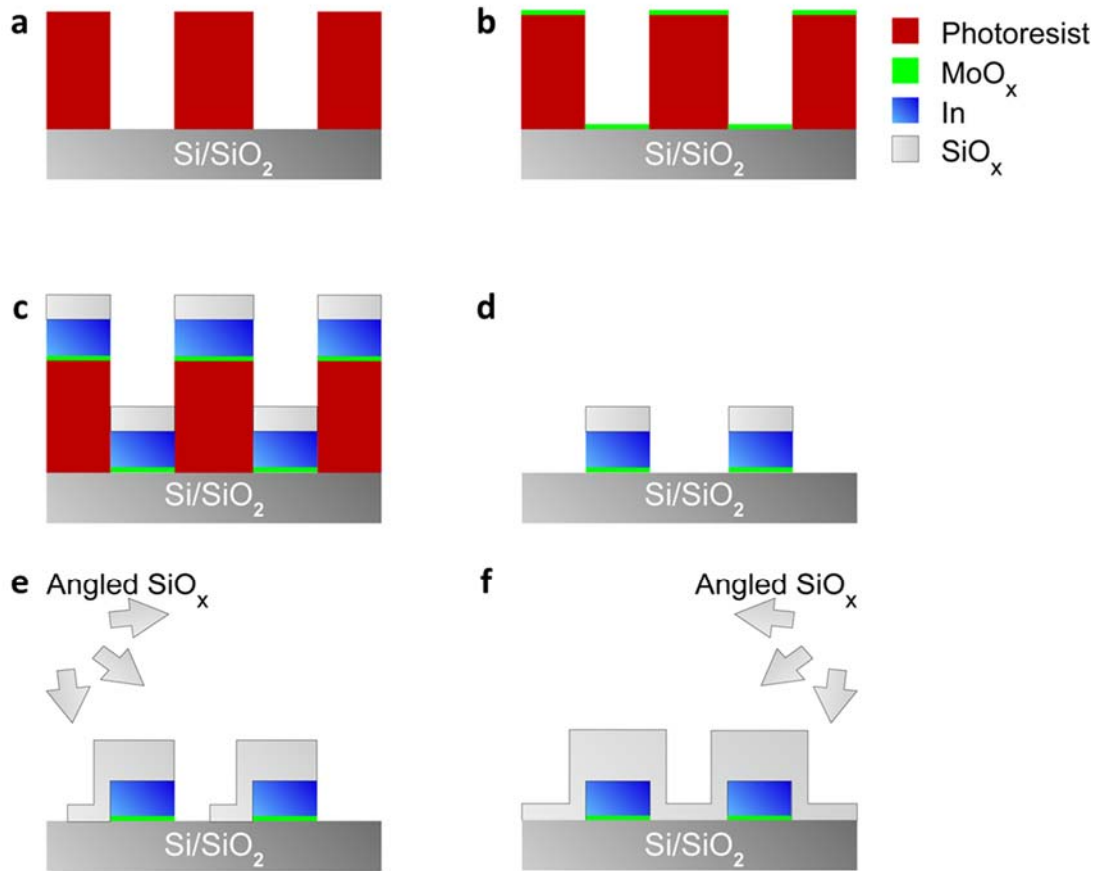 a
b
Photoresist
MoOx
In
SiOx
Si/SiO2
Si/SiO2
c
d
Si/SiO2
Si/SiO2
e Angled SiOx
f Angled SiOx
Si/SiO2
Si/SiO2